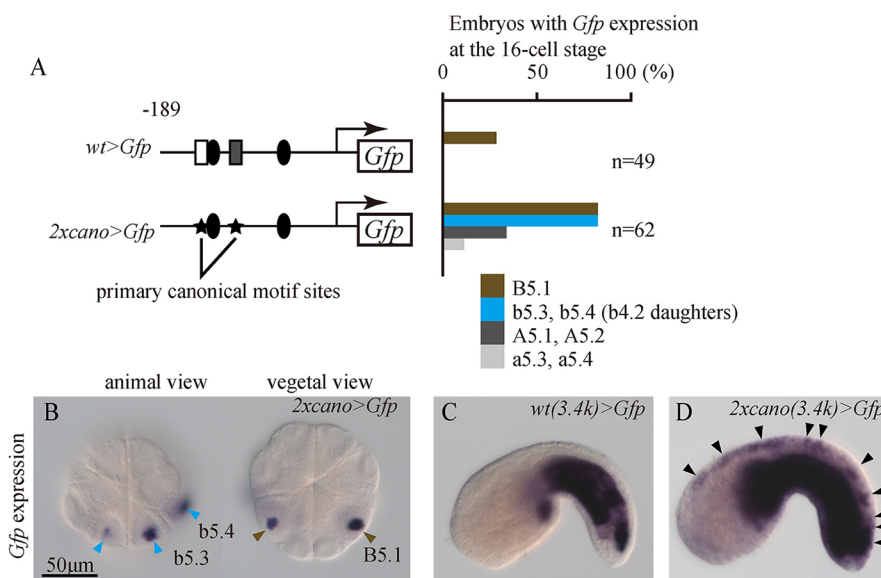 Embryos with Gfp expression
at the 16-cell stage
A
0 50 100 (%)
-189
wt>Gfp
Gfp
n=49
2xcano>Gfp
Gfp
n=62
primary canonical motif sites
B5.1
b5.3, b5.4 (b4.2 daughters)
A5.1, A5.2
a5.3, a5.4
animal view
vegetal view
B
2xcano>Gfp
C
wt(3.4k)>Gfp
D
2xcano(3.4k)>Gfp
Gfp expression
b5.4
b5.3
B5.1
50μm